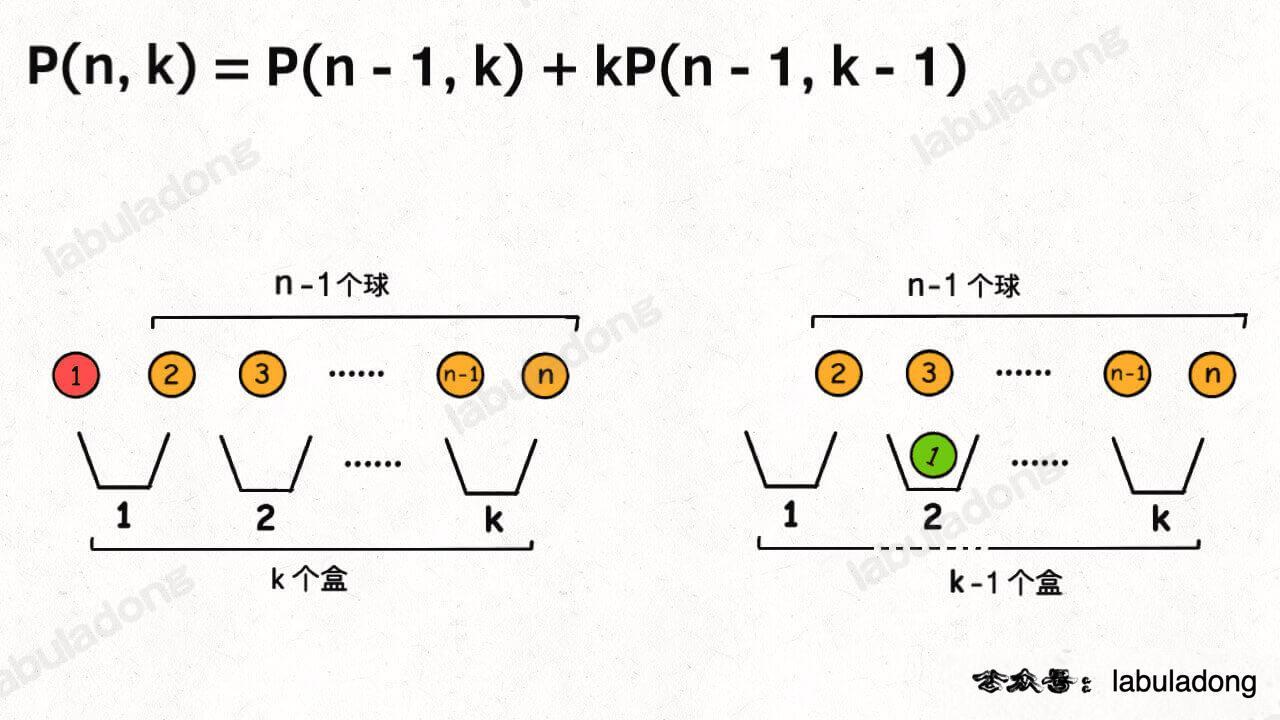 P(n, k) = P(n - 1, k) + kP(n - 1, k - 1)
labuladong
labuladong
n-1个球
n-1个球
labuladong
1 2 3 ...... n-1 n
2 3 ...... n-1 n
......
1 ......
1 2 k
1 2 k
labuladong
k个盒
k-1个盒
labuladong
公众号: labuladong